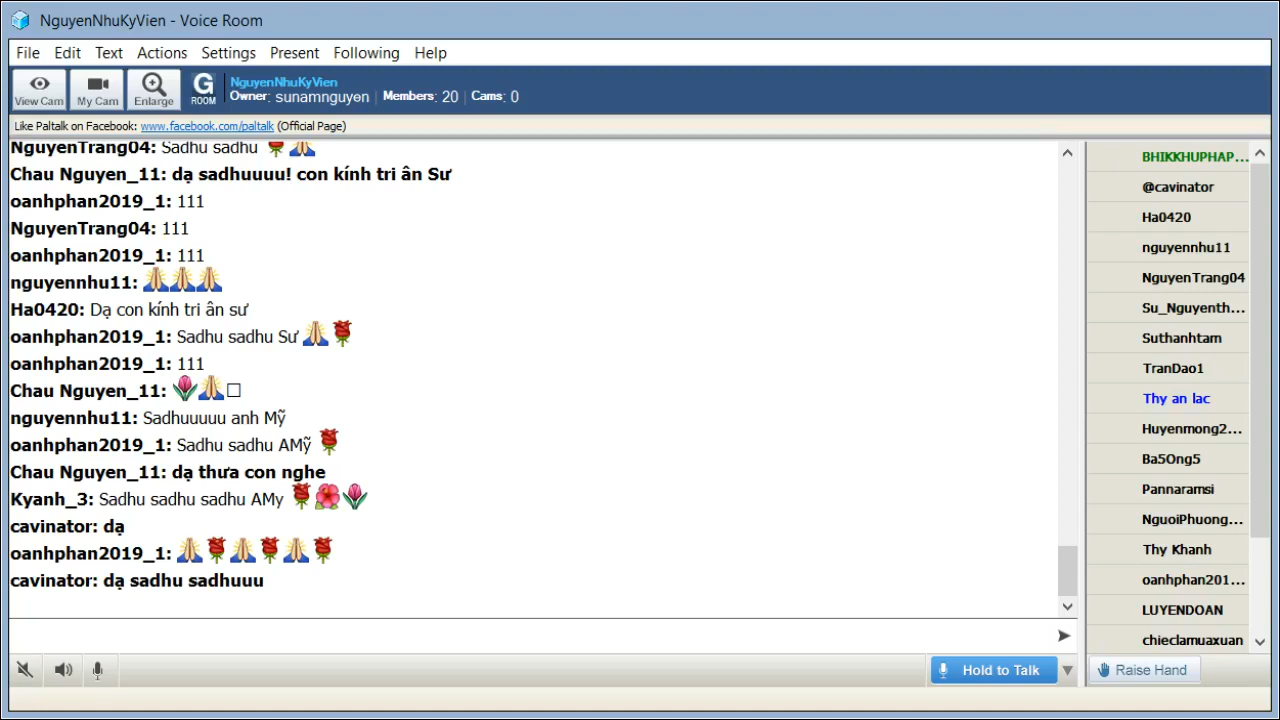 NguyenNhuKyVien - Voice Room
File Edit Text Actions Settings Present Following Help
View Cam
My Cam
Enlarge
G ROOM
NguyenNhuKyVien
Owner: sunamnguyen | Members: 20 | Cams: 0
Like Paltalk on Facebook: www.facebook.com/paltalk (Official Page)
NguyenTrang04: Sadhu sadhu 🌹🙏
Chau Nguyen_11: dạ sadhuuuu! con kính tri ân Sư
oanhphan2019_1: 111
NguyenTrang04: 111
oanhphan2019_1: 111
nguyennhu11: 🙏🙏🙏
Ha0420: Dạ con kính tri ân sư
oanhphan2019_1: Sadhu sadhu Sư 🙏🌹
oanhphan2019_1: 111
Chau Nguyen_11: 🌷🙏□
nguyennhu11: Sadhuuuuu anh Mỹ
oanhphan2019_1: Sadhu sadhu AMỹ 🌹
Chau Nguyen_11: dạ thưa con nghe
Kyanh_3: Sadhu sadhu sadhu AMy 🌹🌺🌷
cavinator: dạ
oanhphan2019_1: 🙏🌹🙏🌹🙏🌹
cavinator: dạ sadhu sadhuuu
Hold to Talk
BHIKKHUPHAP...
@cavinator
Ha0420
nguyennhu11
NguyenTrang04
Su_Nguyenth...
Suthanhtam
TranDao1
Thy an lac
Huyenmong2...
Ba5Ong5
Pannaramsi
NguoiPhuong...
Thy Khanh
oanhphan201...
LUYENDOAN
chieclamuaxuan
Raise Hand